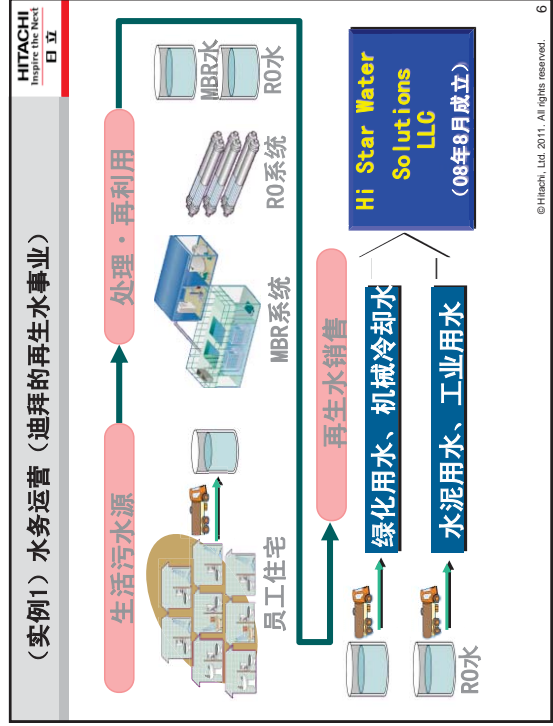 （实例1）水务运营（迪拜的再生水事业）
HITACHI
Inspire the Next
日立
生活污水源
处理·再利用
员工住宅
MBR系统
RO系统
MBR水
RO水
再生水销售
绿化用水、机械冷却水
水泥用水、工业用水
RO水
Hi Star Water
Solutions
LLC
（08年8月成立）
©Hitachi, Ltd. 2011. All rights reserved.
6